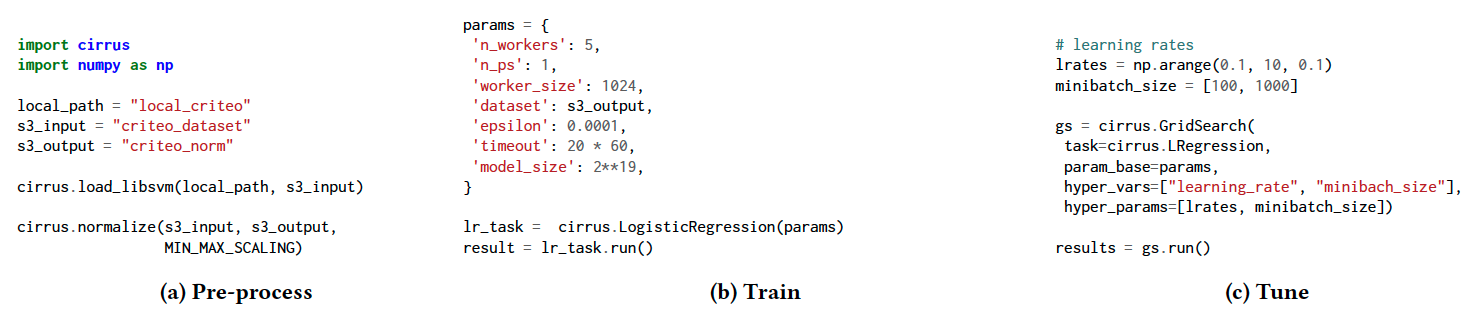 import cirrus
import numpy as np

local_path = "local_criteo"
s3_input = "criteo_dataset"
s3_output = "criteo_norm"

cirrus.load_libsvm(local_path, s3_input)

cirrus.normalize(s3_input, s3_output,
                 MIN_MAX_SCALING)
(a) Pre-process

params = {
 'n_workers': 5,
 'n_ps': 1,
 'worker_size': 1024,
 'dataset': s3_output,
 'epsilon': 0.0001,
 'timeout': 20 * 60,
 'model_size': 2**19,
}

lr_task =  cirrus.LogisticRegression(params)
result = lr_task.run()
(b) Train

# learning rates
lrates = np.arange(0.1, 10, 0.1)
minibatch_size = [100, 1000]

gs = cirrus.GridSearch(
 task=cirrus.LRegression,
 param_base=params,
 hyper_vars=["learning_rate", "minibach_size"],
 hyper_params=[lrates, minibatch_size])

results = gs.run()
(c) Tune